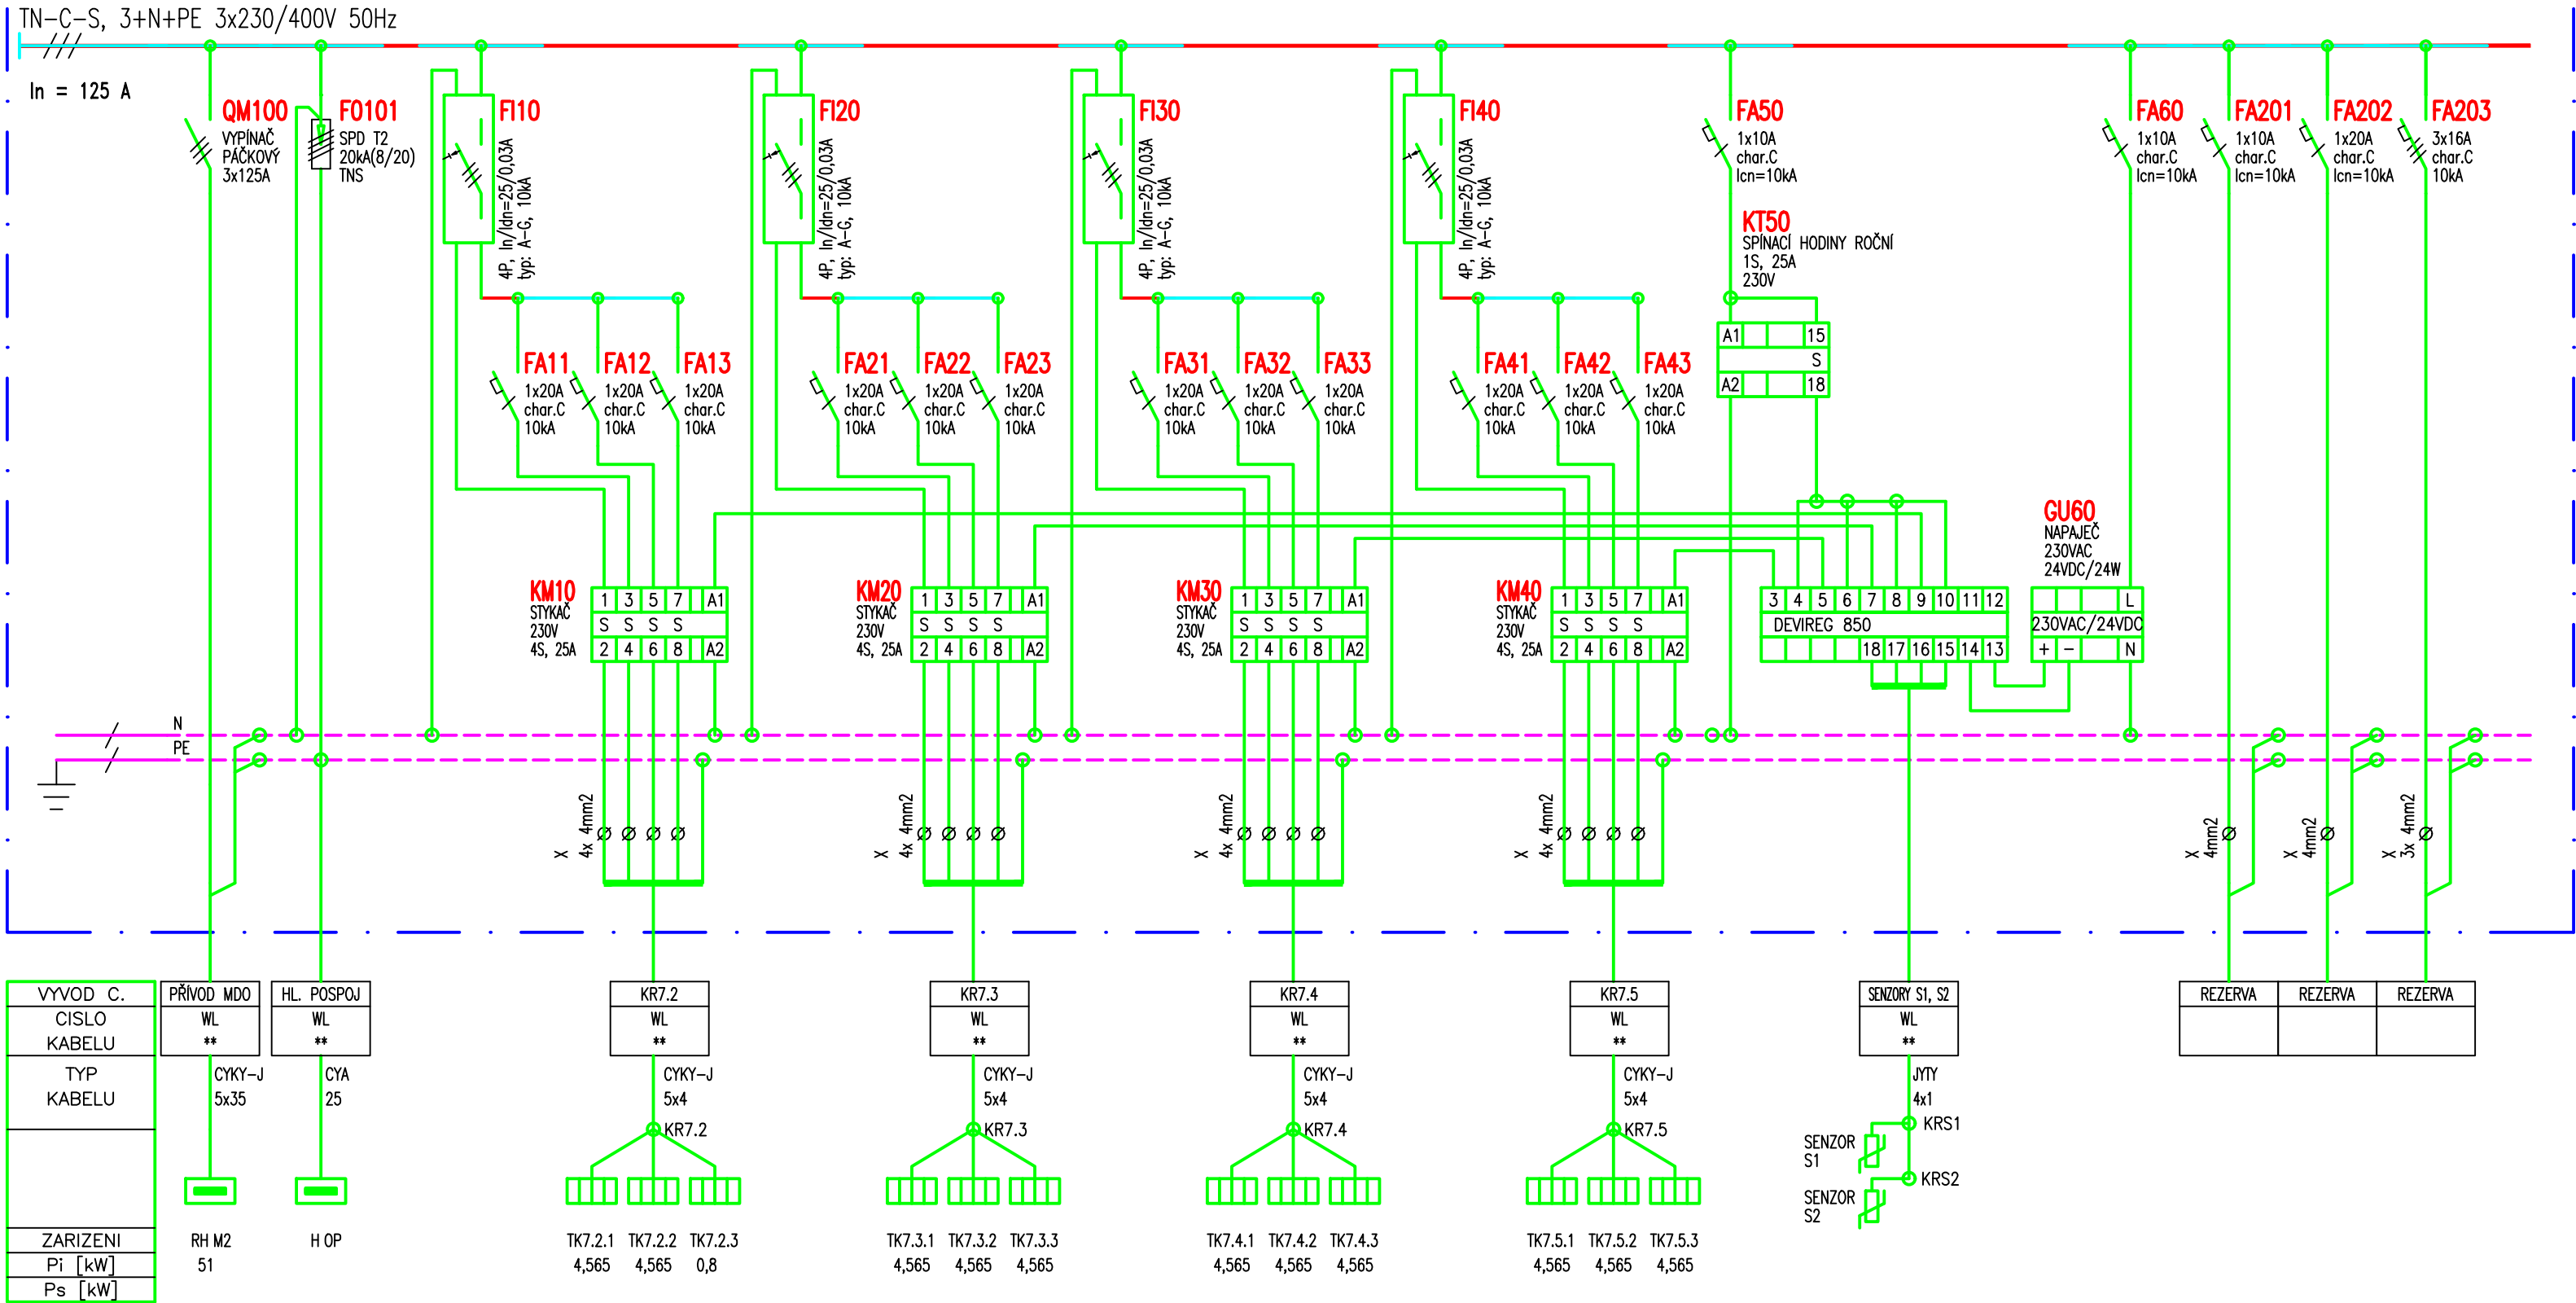 TN-C-S, 3+N+PE 3x230/400V 50Hz
In = 125 A
QM100
VYPÍNAČ
PÁČKOVÝ
3x125A
FO101
SPD T2
20kA(8/20)
TNS
FI10
4P, In/Idn=25/0,03A
typ: A-G, 10kA
FI20
4P, In/Idn=25/0,03A
typ: A-G, 10kA
FI30
4P, In/Idn=25/0,03A
typ: A-G, 10kA
FI40
4P, In/Idn=25/0,03A
typ: A-G, 10kA
FA50
1x10A
char.C
Icn=10kA
KT50
SPÍNACÍ HODINY ROČNÍ
1S, 25A
230V
A1 15
S
A2 18
FA60
1x10A
char.C
Icn=10kA
FA201
1x10A
char.C
Icn=10kA
FA202
1x20A
char.C
Icn=10kA
FA203
3x16A
char.C
10kA
FA11
1x20A
char.C
10kA
FA12
1x20A
char.C
10kA
FA13
1x20A
char.C
10kA
FA21
1x20A
char.C
10kA
FA22
1x20A
char.C
10kA
FA23
1x20A
char.C
10kA
FA31
1x20A
char.C
10kA
FA32
1x20A
char.C
10kA
FA33
1x20A
char.C
10kA
FA41
1x20A
char.C
10kA
FA42
1x20A
char.C
10kA
FA43
1x20A
char.C
10kA
KM10
STYKAČ
230V
4S, 25A
1 3 5 7 A1
S S S S
2 4 6 8 A2
KM20
STYKAČ
230V
4S, 25A
1 3 5 7 A1
S S S S
2 4 6 8 A2
KM30
STYKAČ
230V
4S, 25A
1 3 5 7 A1
S S S S
2 4 6 8 A2
KM40
STYKAČ
230V
4S, 25A
1 3 5 7 A1
S S S S
2 4 6 8 A2
3 4 5 6 7 8 9 10 11 12
DEVIREG 850
18 17 16 15 14 13
GU60
NAPAJEČ
230VAC
24VDC/24W
L
230VAC/24VDC
+ - N
N
PE
X
4x 4mm2
X
4x 4mm2
X
4x 4mm2
X
4x 4mm2
X
4mm2
X
4mm2
X
3x 4mm2
VYVOD C.
CISLO
KABELU
TYP
KABELU
ZARIZENI
Pi [kW]
Ps [kW]
PŘÍVOD MDO
WL
**
CYKY-J
5x35
RH M2
51
HL. POSPOJ
WL
**
CYA
25
H OP
KR7.2
WL
**
CYKY-J
5x4
KR7.2
TK7.2.1 TK7.2.2 TK7.2.3
4,565 4,565 0,8
KR7.3
WL
**
CYKY-J
5x4
KR7.3
TK7.3.1 TK7.3.2 TK7.3.3
4,565 4,565 4,565
KR7.4
WL
**
CYKY-J
5x4
KR7.4
TK7.4.1 TK7.4.2 TK7.4.3
4,565 4,565 4,565
KR7.5
WL
**
CYKY-J
5x4
KR7.5
TK7.5.1 TK7.5.2 TK7.5.3
4,565 4,565 4,565
SENZORY S1, S2
WL
**
JYTY
4x1
KRS1
SENZOR
S1
KRS2
SENZOR
S2
REZERVA
REZERVA
REZERVA